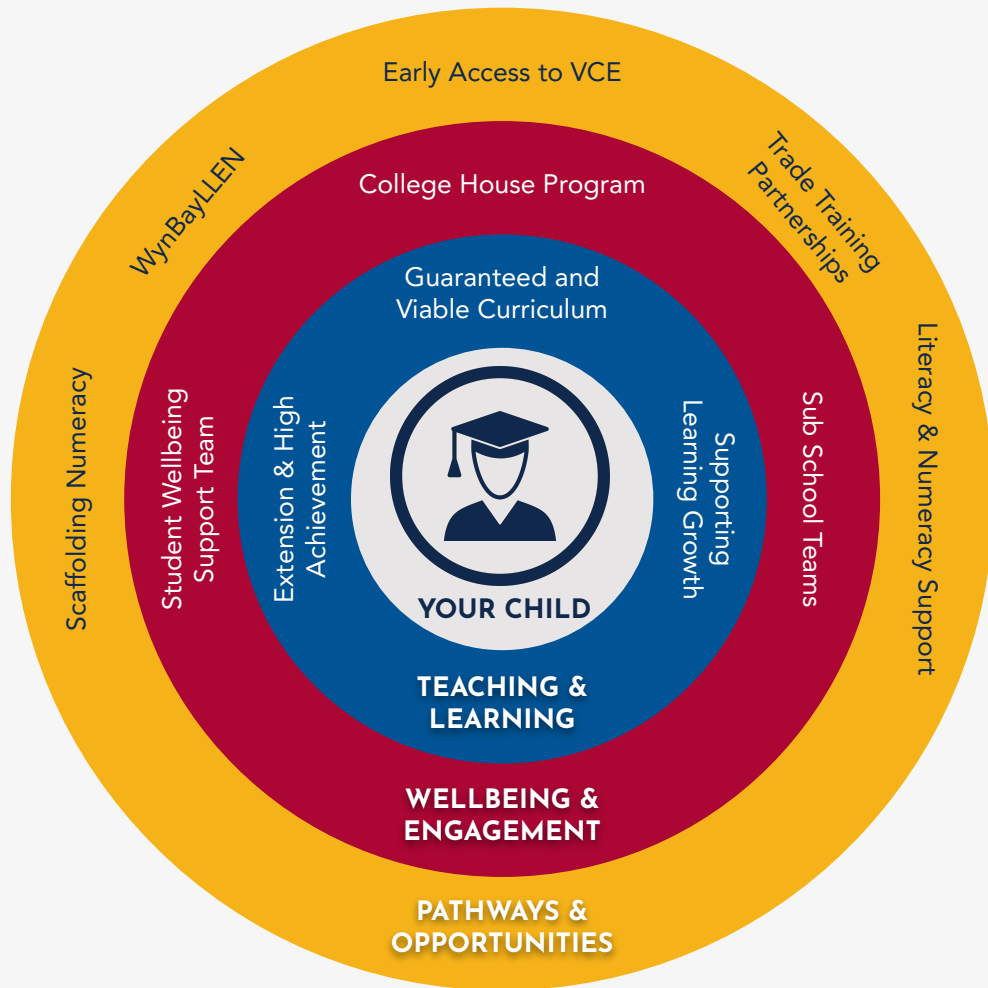 Early Access to VCE
WynBayLLEN
Trade Training
Partnerships
Scaffolding Numeracy
Literacy & Numeracy Support
College House Program
Student Wellbeing
Support Team
Sub School Teams
Guaranteed and
Viable Curriculum
Extension & High
Achievement
Supporting
Learning Growth
YOUR CHILD
TEACHING &
LEARNING
WELLBEING &
ENGAGEMENT
PATHWAYS &
OPPORTUNITIES